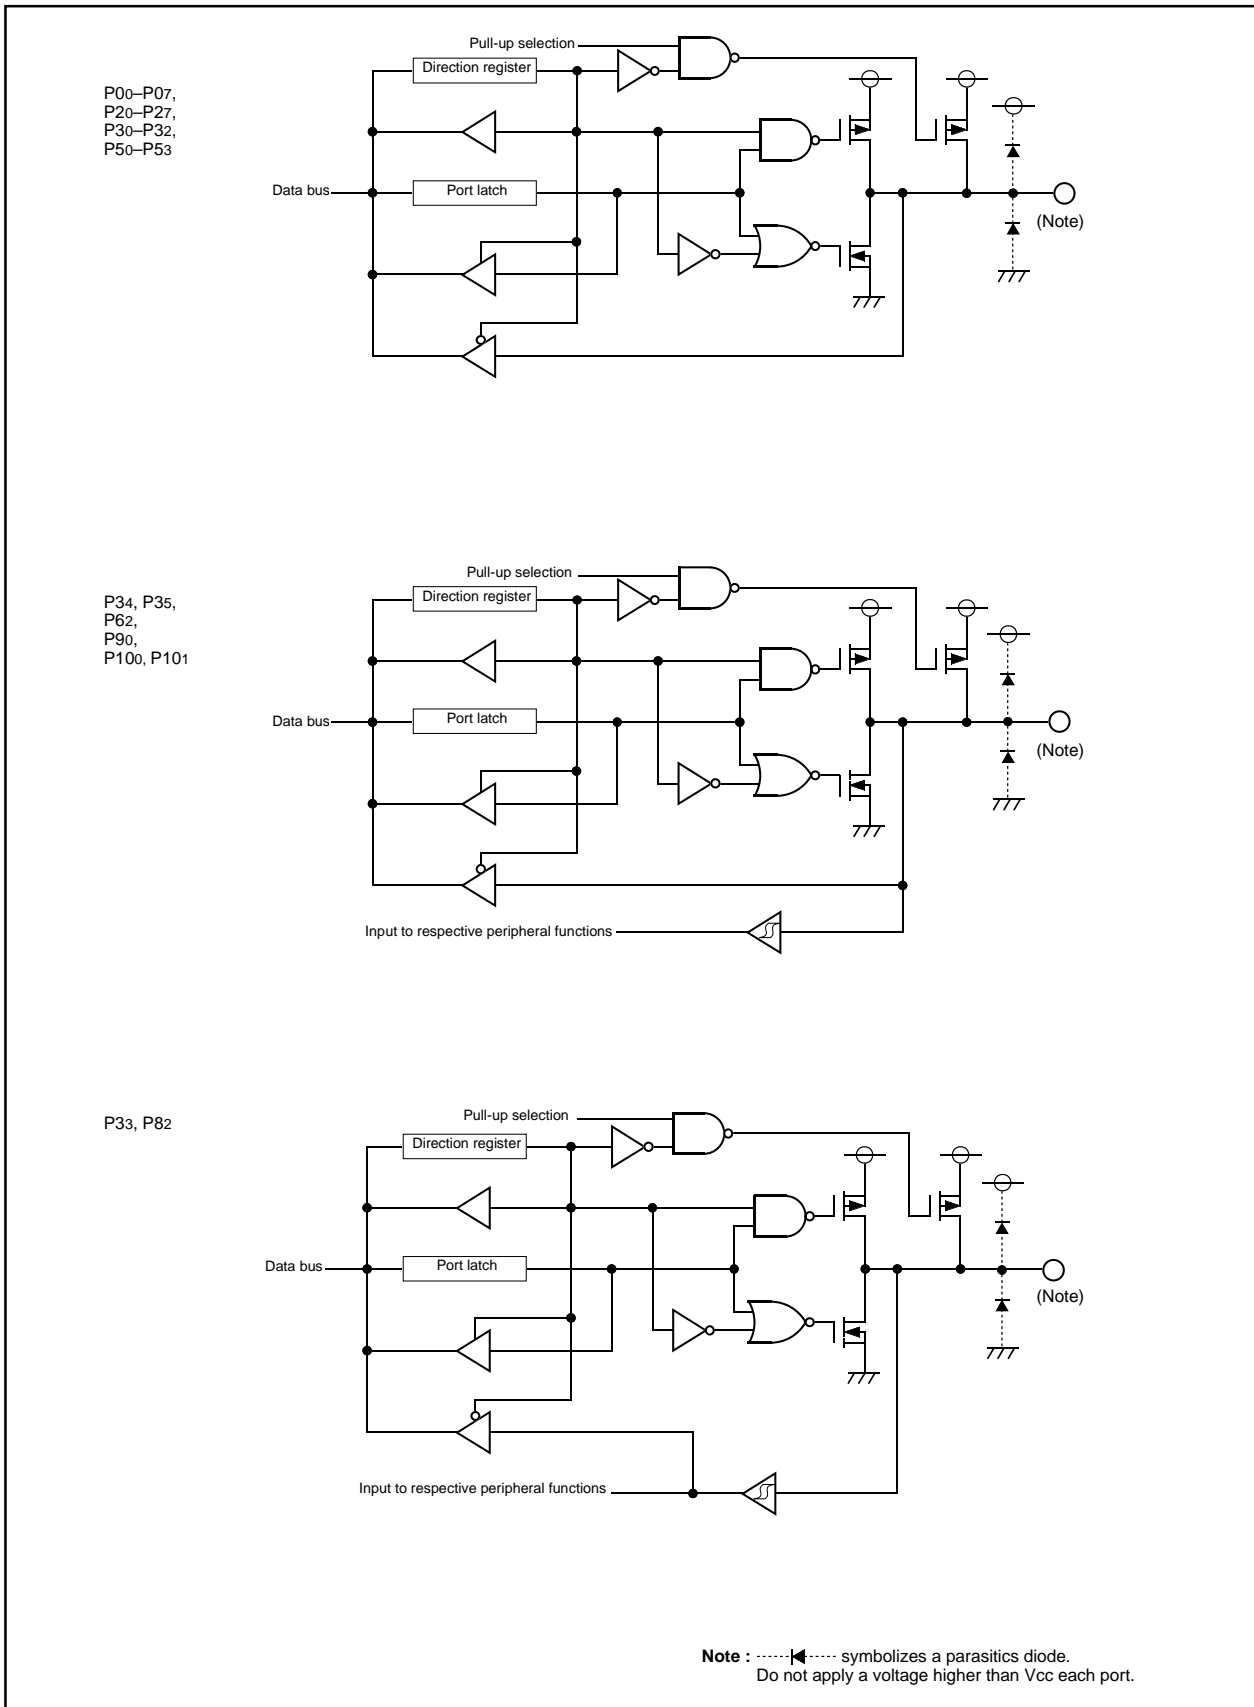 Pull-up selection
Direction register
P00–P07,
P20–P27,
P30–P32,
P50–P53
Data bus
Port latch
(Note)
Pull-up selection
Direction register
P34, P35,
P62,
P90,
P100, P101
Data bus
Port latch
(Note)
Input to respective peripheral functions
P33, P82
Pull-up selection
Direction register
Data bus
Port latch
(Note)
Input to respective peripheral functions
Note : symbolizes a parasitics diode.
Do not apply a voltage higher than Vcc each port.